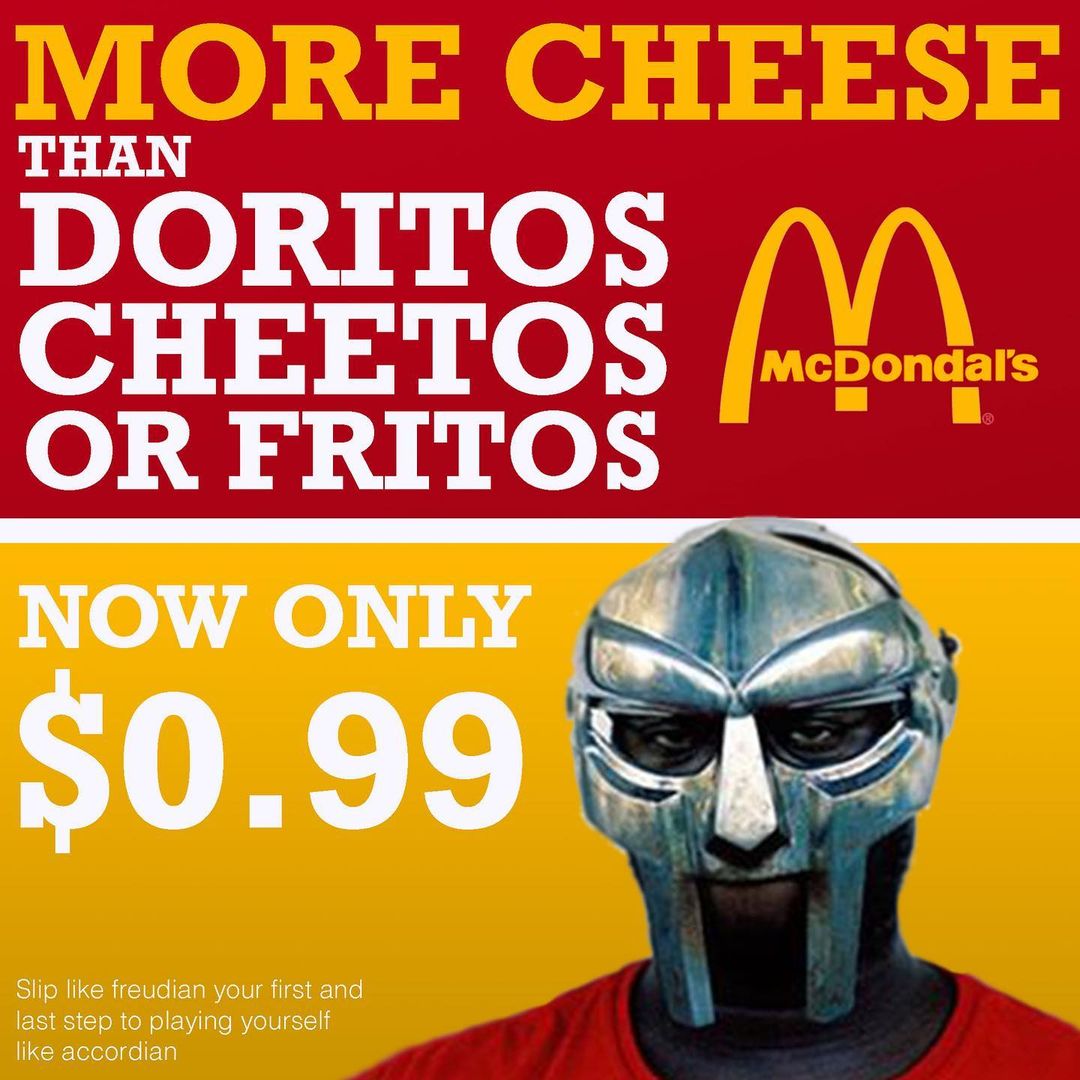 MORE CHEESE
THAN
DORITOS
CHEETOS
OR FRITOS
McDondal's
®
NOW ONLY
$0.99
Slip like freudian your first and
last step to playing yourself
like accordian